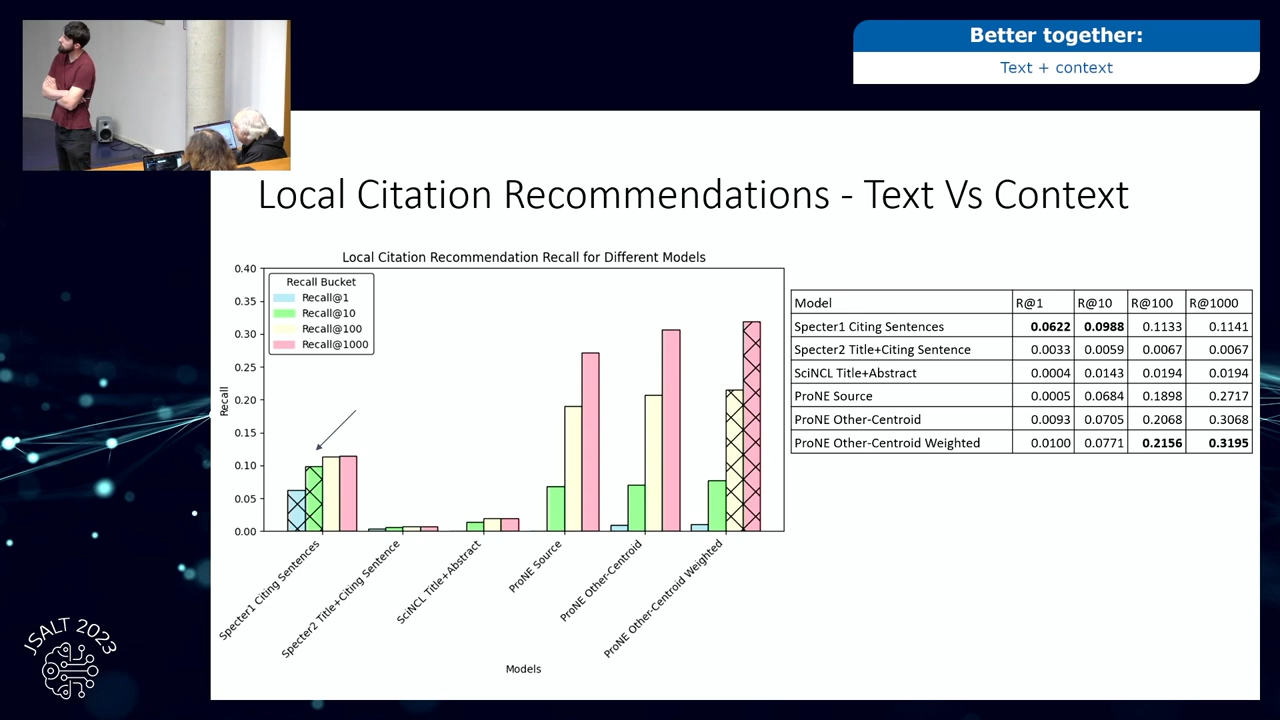 Better together:
Text + context
Local Citation Recommendations - Text Vs Context
Local Citation Recommendation Recall for Different Models
Recall Bucket
Recall@1
Recall@10
Recall@100
Recall@1000
Recall
0.40
0.35
0.30
0.25
0.20
0.15
0.10
0.05
0.00
Specter1 Citing Sentences
Specter2 Title+Citing Sentence
SciNCL Title+Abstract
ProNE Source
ProNE Other-Centroid
ProNE Other-Centroid Weighted
Models
Model R@1 R@10 R@100 R@1000
Specter1 Citing Sentences 0.0622 0.0988 0.1133 0.1141
Specter2 Title+Citing Sentence 0.0033 0.0059 0.0067 0.0067
SciNCL Title+Abstract 0.0004 0.0143 0.0194 0.0194
ProNE Source 0.0005 0.0684 0.1898 0.2717
ProNE Other-Centroid 0.0093 0.0705 0.2068 0.3068
ProNE Other-Centroid Weighted 0.0100 0.0771 0.2156 0.3195
JSALT 2023